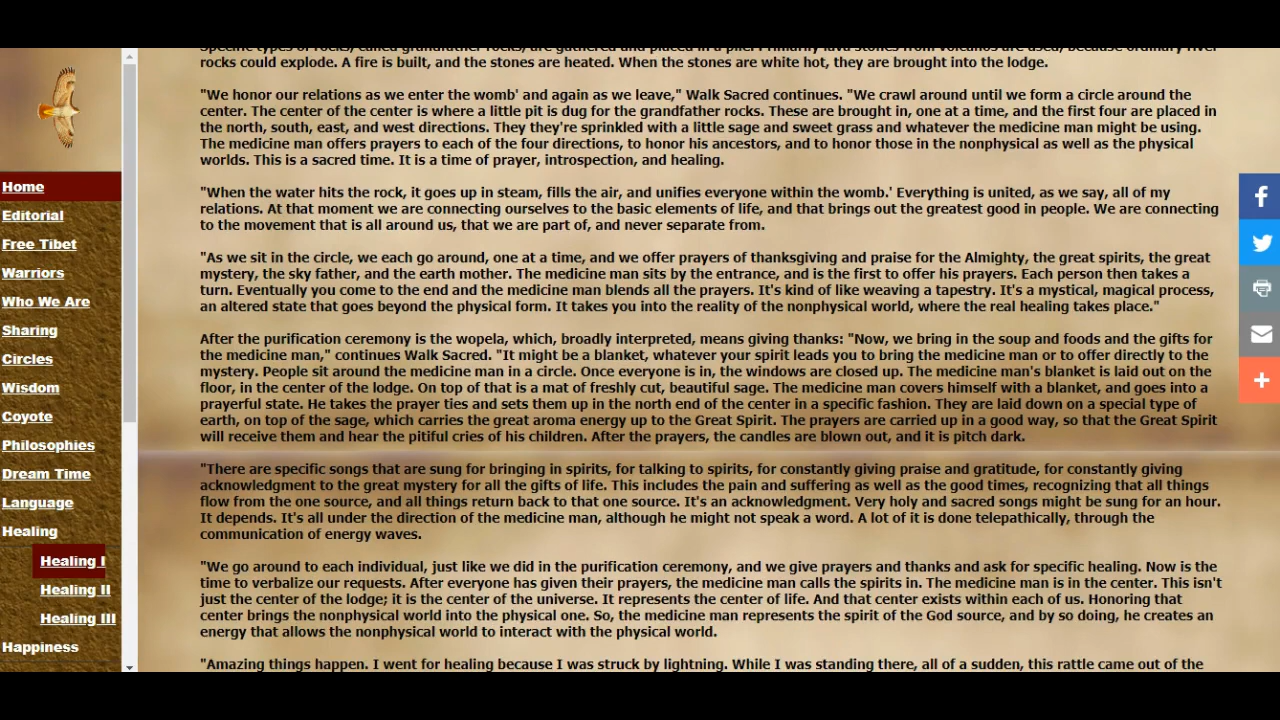 Home
Editorial
Free Tibet
Warriors
Who We Are
Sharing
Circles
Wisdom
Coyote
Philosophies
Dream Time
Language
Healing
Healing I
Healing II
Healing III
Happiness
Specific types of rocks, called grandfather rocks, are gathered and placed in a pile. Primarily lava stones from volcanos are used, because ordinary river
rocks could explode. A fire is built, and the stones are heated. When the stones are white hot, they are brought into the lodge.
"We honor our relations as we enter the womb' and again as we leave," Walk Sacred continues. "We crawl around until we form a circle around the
center. The center of the center is where a little pit is dug for the grandfather rocks. These are brought in, one at a time, and the first four are placed in
the north, south, east, and west directions. They they're sprinkled with a little sage and sweet grass and whatever the medicine man might be using.
The medicine man offers prayers to each of the four directions, to honor his ancestors, and to honor those in the nonphysical as well as the physical
worlds. This is a sacred time. It is a time of prayer, introspection, and healing.
"When the water hits the rock, it goes up in steam, fills the air, and unifies everyone within the womb.' Everything is united, as we say, all of my
relations. At that moment we are connecting ourselves to the basic elements of life, and that brings out the greatest good in people. We are connecting
to the movement that is all around us, that we are part of, and never separate from.
"As we sit in the circle, we each go around, one at a time, and we offer prayers of thanksgiving and praise for the Almighty, the great spirits, the great
mystery, the sky father, and the earth mother. The medicine man sits by the entrance, and is the first to offer his prayers. Each person then takes a
turn. Eventually you come to the end and the medicine man blends all the prayers. It's kind of like weaving a tapestry. It's a mystical, magical process,
an altered state that goes beyond the physical form. It takes you into the reality of the nonphysical world, where the real healing takes place."
After the purification ceremony is the wopela, which, broadly interpreted, means giving thanks: "Now, we bring in the soup and foods and the gifts for
the medicine man," continues Walk Sacred. "It might be a blanket, whatever your spirit leads you to bring the medicine man or to offer directly to the
mystery. People sit around the medicine man in a circle. Once everyone is in, the windows are closed up. The medicine man's blanket is laid out on the
floor, in the center of the lodge. On top of that is a mat of freshly cut, beautiful sage. The medicine man covers himself with a blanket, and goes into a
prayerful state. He takes the prayer ties and sets them up in the north end of the center in a specific fashion. They are laid down on a special type of
earth, on top of the sage, which carries the great aroma energy up to the Great Spirit. The prayers are carried up in a good way, so that the Great Spirit
will receive them and hear the pitiful cries of his children. After the prayers, the candles are blown out, and it is pitch dark.
"There are specific songs that are sung for bringing in spirits, for talking to spirits, for constantly giving praise and gratitude, for constantly giving
acknowledgment to the great mystery for all the gifts of life. This includes the pain and suffering as well as the good times, recognizing that all things
flow from the one source, and all things return back to that one source. It's an acknowledgment. Very holy and sacred songs might be sung for an hour.
It depends. It's all under the direction of the medicine man, although he might not speak a word. A lot of it is done telepathically, through the
communication of energy waves.
"We go around to each individual, just like we did in the purification ceremony, and we give prayers and thanks and ask for specific healing. Now is the
time to verbalize our requests. After everyone has given their prayers, the medicine man calls the spirits in. The medicine man is in the center. This isn't
just the center of the lodge; it is the center of the universe. It represents the center of life. And that center exists within each of us. Honoring that
center brings the nonphysical world into the physical one. So, the medicine man represents the spirit of the God source, and by so doing, he creates an
energy that allows the nonphysical world to interact with the physical world.
"Amazing things happen. I went for healing because I was struck by lightning. While I was standing there, all of a sudden, this rattle came out of the